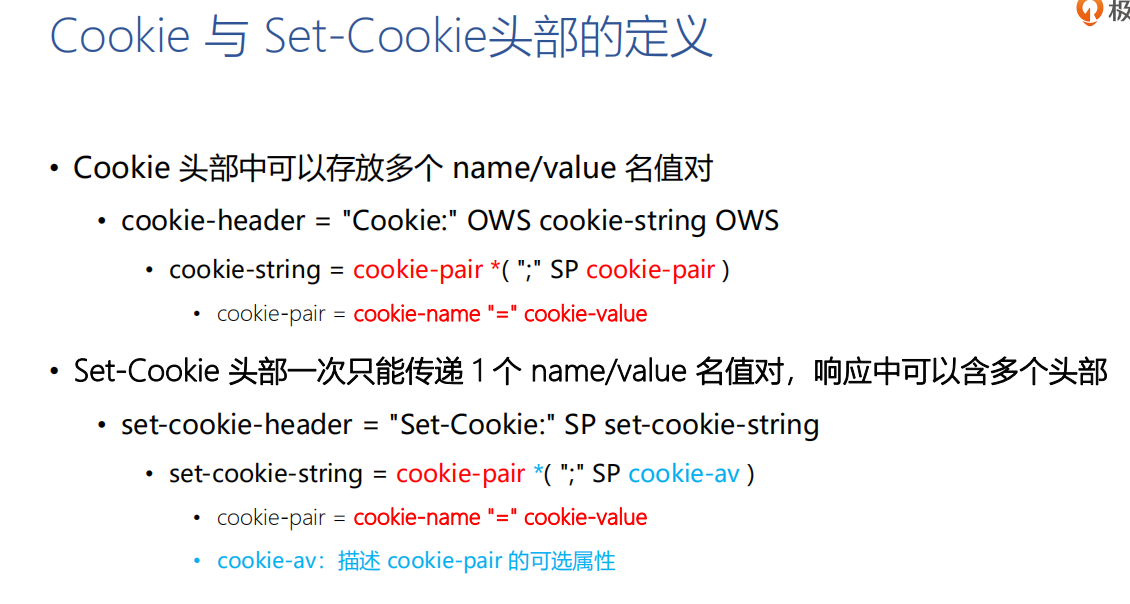 Cookie 与 Set-Cookie头部的定义
极
• Cookie 头部中可以存放多个 name/value 名值对
• cookie-header = "Cookie:" OWS cookie-string OWS
• cookie-string = cookie-pair *( ";" SP cookie-pair )
• cookie-pair = cookie-name "=" cookie-value
• Set-Cookie 头部一次只能传递 1 个 name/value 名值对，响应中可以含多个头部
• set-cookie-header = "Set-Cookie:" SP set-cookie-string
• set-cookie-string = cookie-pair *( ";" SP cookie-av )
• cookie-pair = cookie-name "=" cookie-value
• cookie-av：描述 cookie-pair 的可选属性